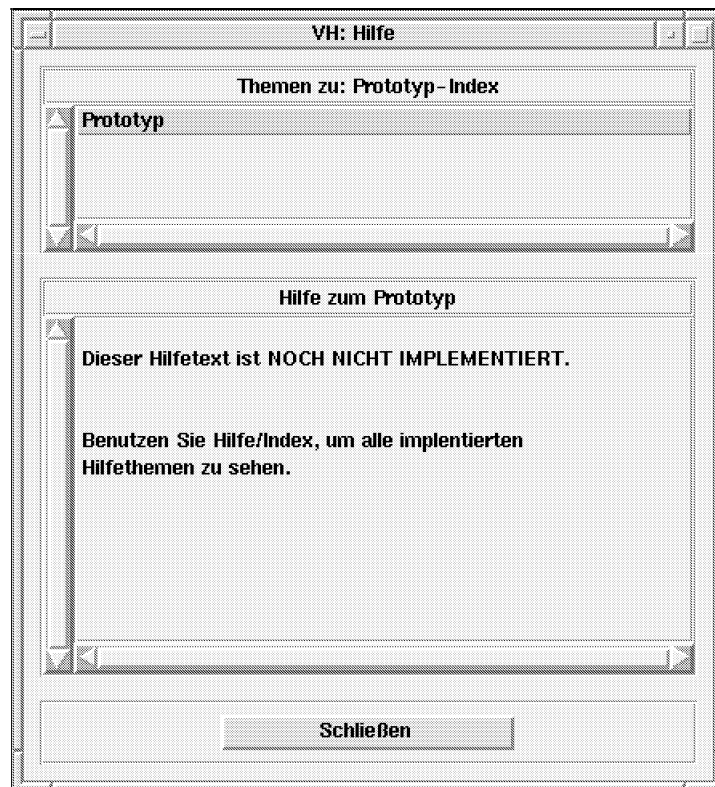 VH: Hilfe
Themen zu: Prototyp-Index
Prototyp
Hilfe zum Prototyp
Dieser Hilfetext ist NOCH NICHT IMPLEMENTIERT.
Benutzen Sie Hilfe/Index, um alle implentierten
Hilfethemen zu sehen.
Schließen